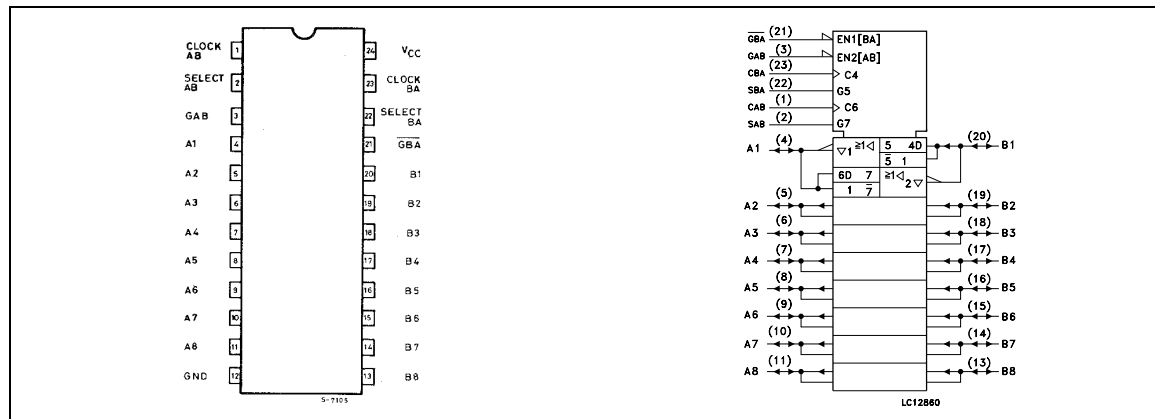 CLOCK AB 1 24 VCC
SELECT AB 2 23 CLOCK BA
GAB 3 22 SELECT BA
A1 4 21 GBA
A2 5 20 B1
A3 6 19 B2
A4 7 18 B3
A5 8 17 B4
A6 9 16 B5
A7 10 15 B6
A8 11 14 B7
GND 12 13 B8
S-7105
GBA (21) EN1[BA]
GAB (3) EN2[AB]
CBA (23) C4
SBA (22) G5
CAB (1) C6
SAB (2) G7
A1 (4) ▽1 ≥1◁ 5 4D (20) B1
5 1
6D 7 ≥1◁ 2▽
1 7
A2 (5) (19) B2
A3 (6) (18) B3
A4 (7) (17) B4
A5 (8) (16) B5
A6 (9) (15) B6
A7 (10) (14) B7
A8 (11) (13) B8
LC12860